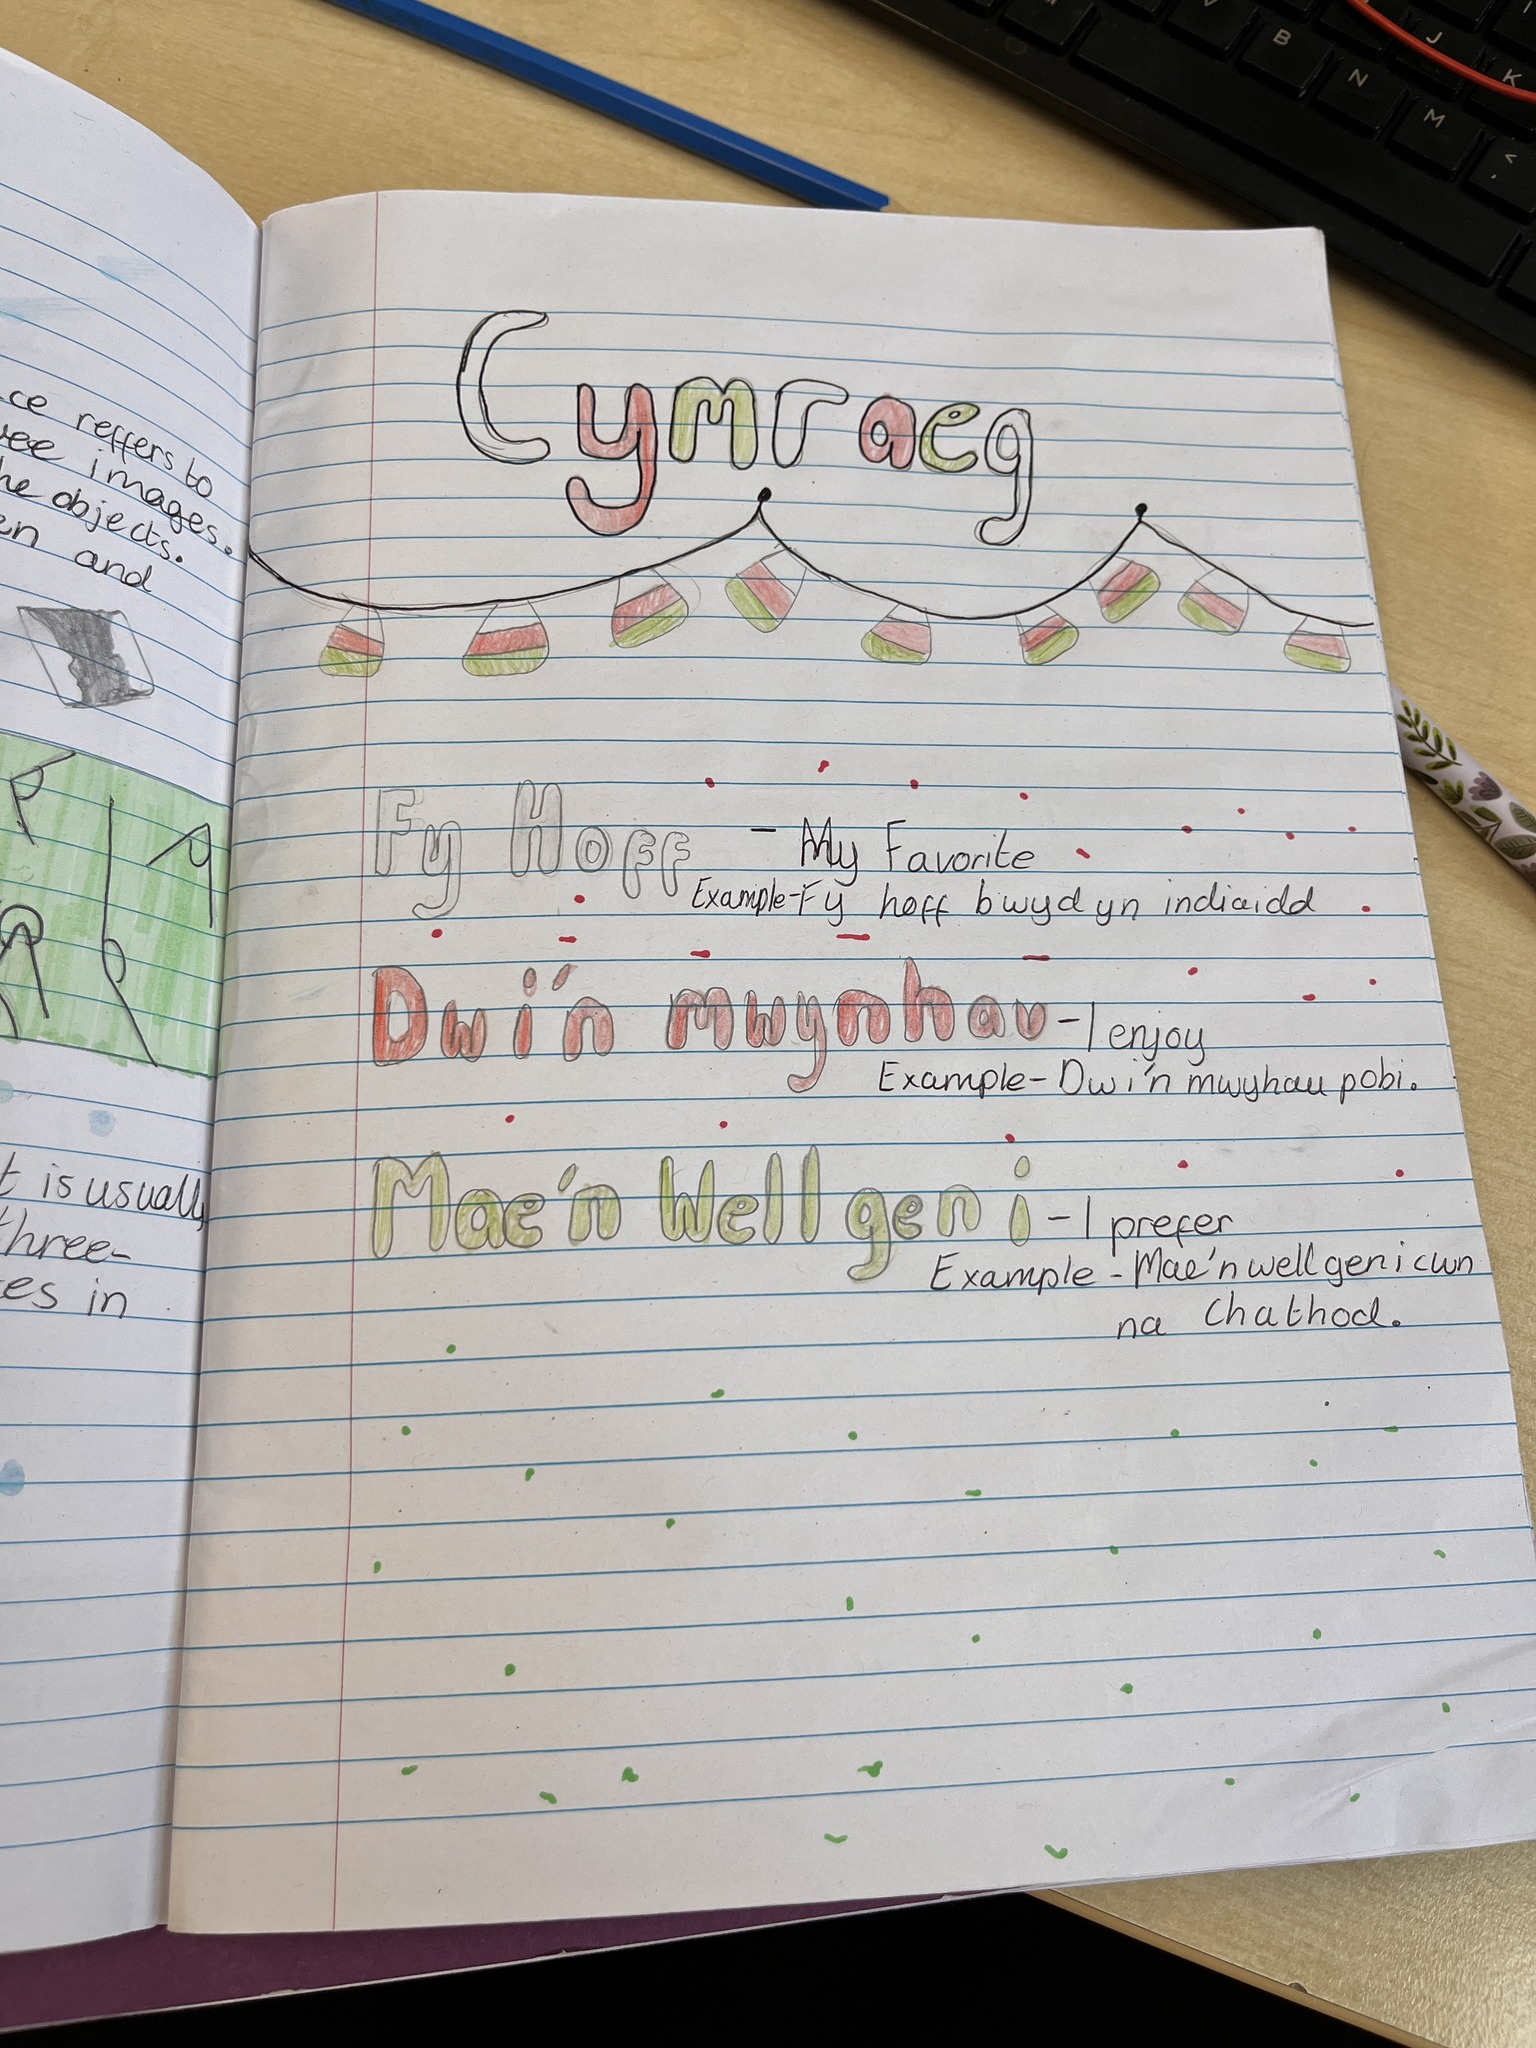 ce reffers to
ree images.
he objects.
en and
t is usually
three-
es in
Cymraeg
Fy Hoff - My Favorite
Example-Fy hoff bwyd yn indiaidd
Dwi'n mwynhau - I enjoy
Example- Dwi'n mwyhau pobi.
Mae'n Well gen i - I prefer
Example - Mae'n well gen i cwn
na Chathod.
V
B
N
M
J
K
<